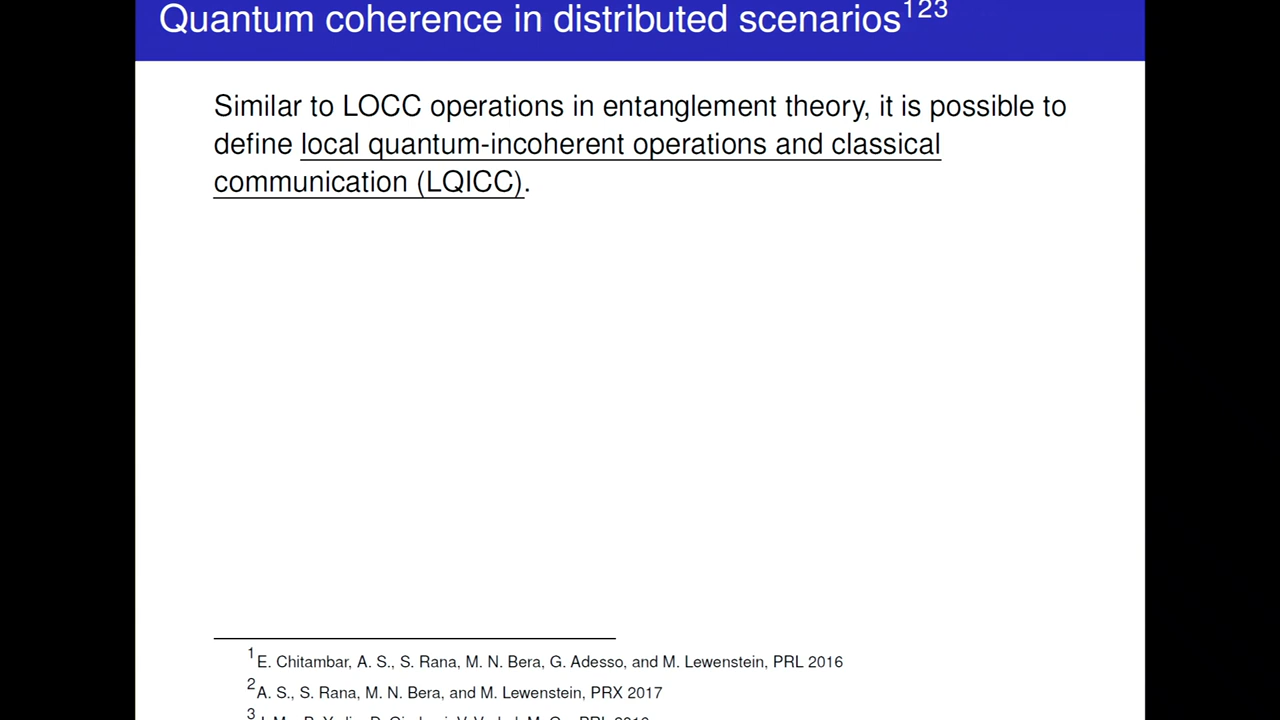 Quantum coherence in distributed scenarios¹²³
Similar to LOCC operations in entanglement theory, it is possible to
define local quantum-incoherent operations and classical
communication (LQICC).
¹E. Chitambar, A. S., S. Rana, M. N. Bera, G. Adesso, and M. Lewenstein, PRL 2016
²A. S., S. Rana, M. N. Bera, and M. Lewenstein, PRX 2017
³